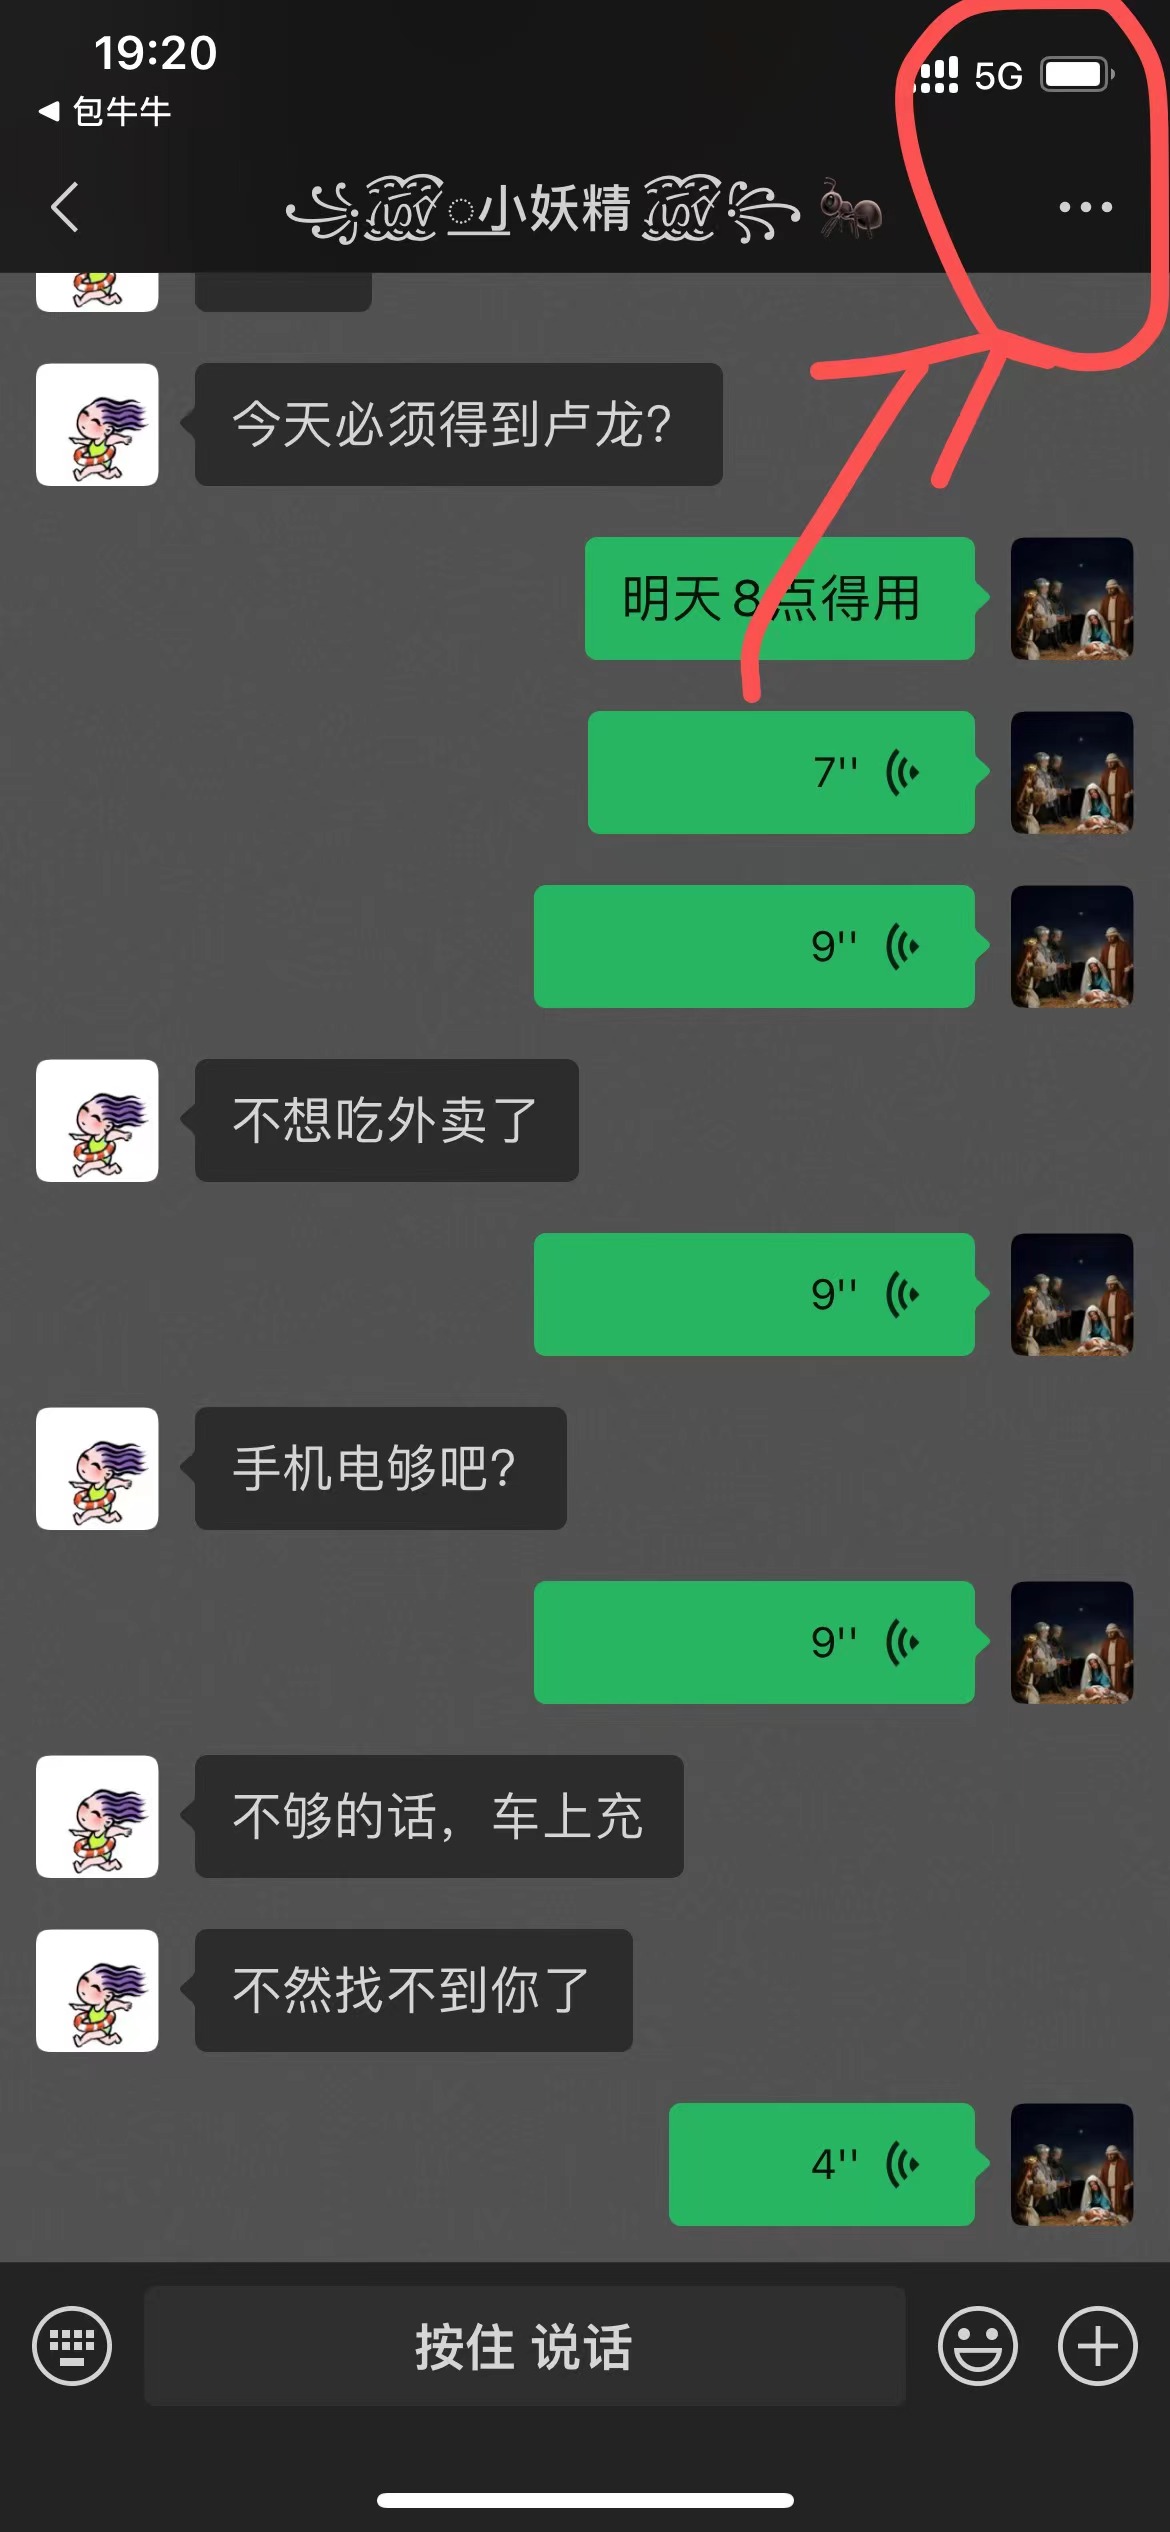 19:20
5G
包牛牛
小妖精
今天必须得到卢龙?
明天8点得用
7''
9''
不想吃外卖了
9''
手机电够吧?
9''
不够的话，车上充
不然找不到你了
4''
按住 说话